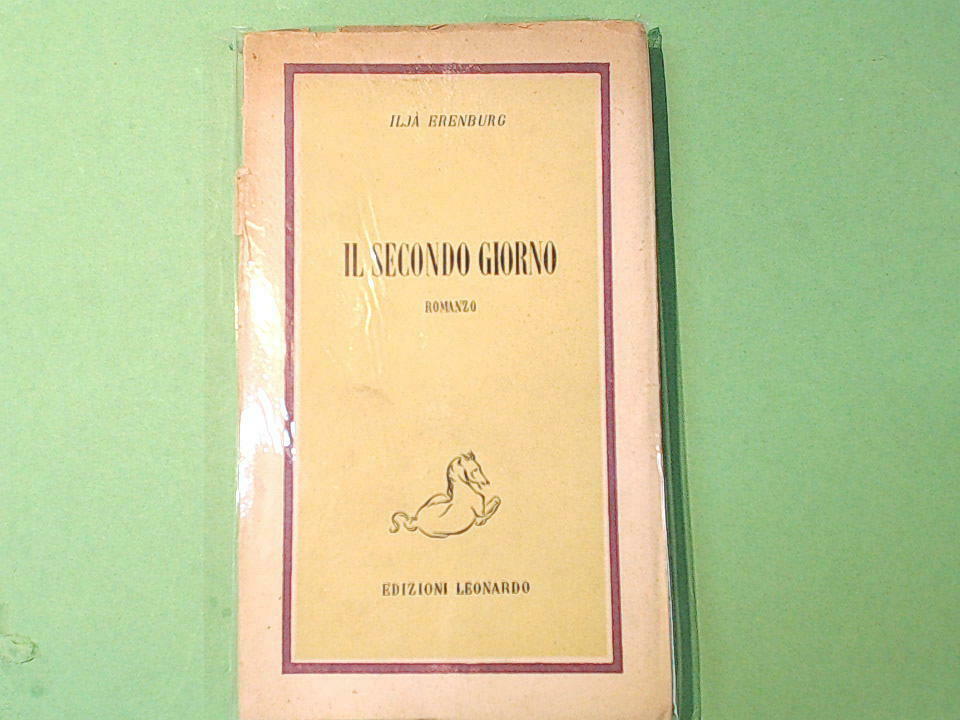 ILJÀ ERENBURG
IL SECONDO GIORNO
ROMANZO
EDIZIONI LEONARDO